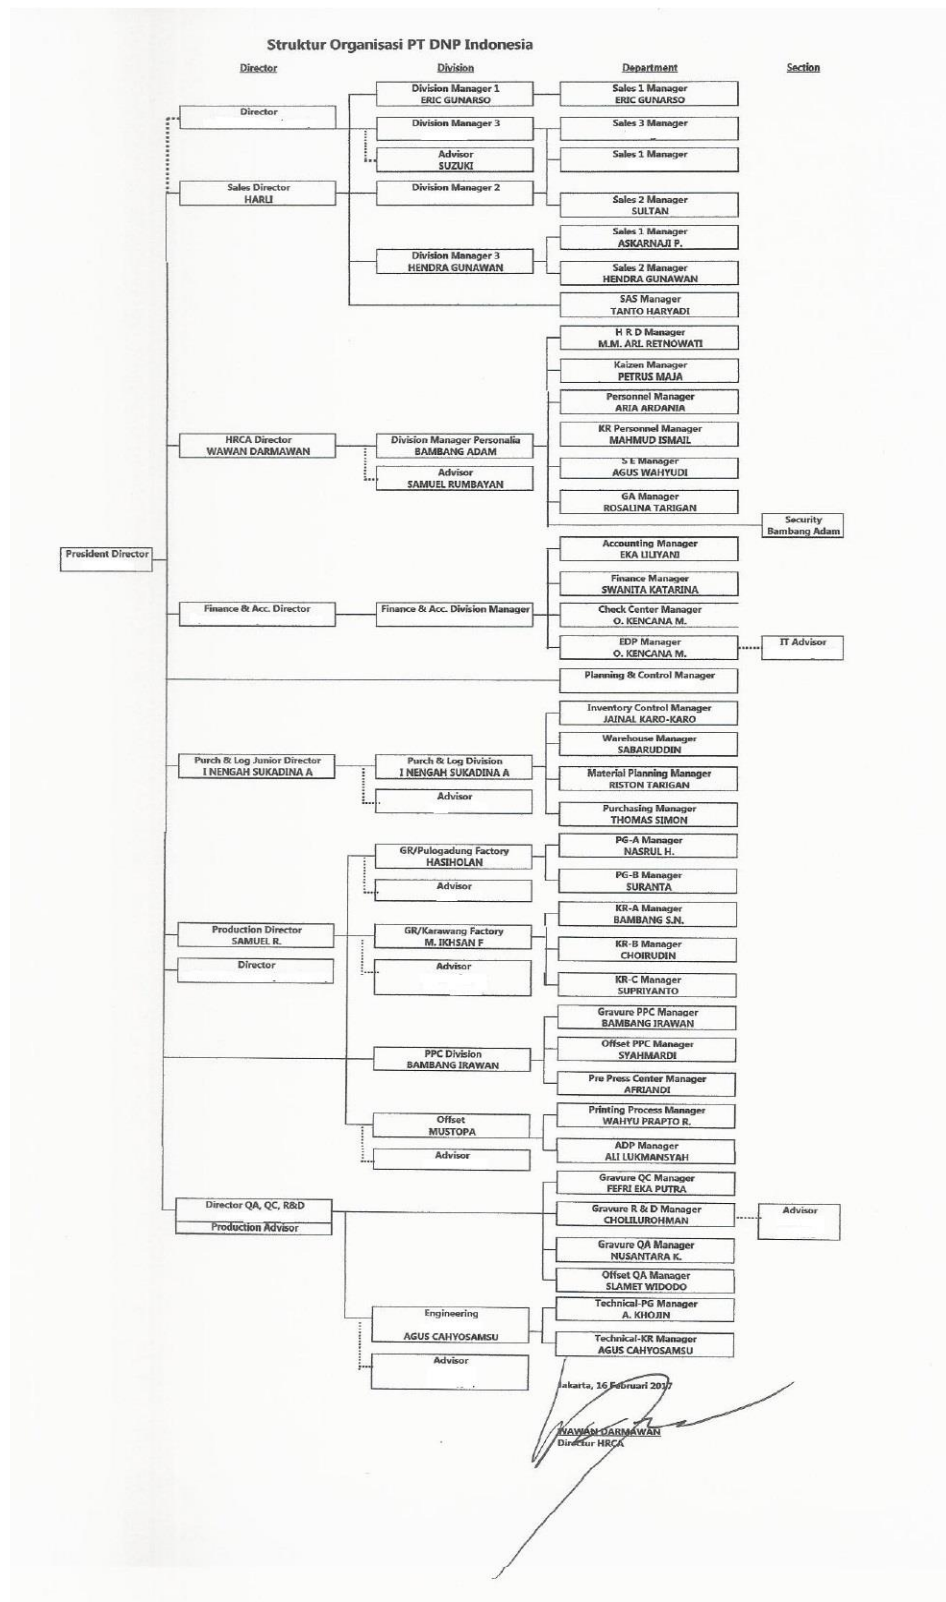 Struktur Organisasi PT DNP Indonesia
Director
Division
Department
Section
Division Manager 1
ERIC GUNARSO
Sales 1 Manager
ERIC GUNARSO
Director
Division Manager 3
Sales 3 Manager
Advisor
SUZUKI
Sales 1 Manager
Sales Director
HARLI
Division Manager 2
Sales 2 Manager
SULTAN
Sales 1 Manager
ASKARNAJI P.
Division Manager 3
HENDRA GUNAWAN
Sales 2 Manager
HENDRA GUNAWAN
SAS Manager
TANTO HARYADI
H R D Manager
M.M. ARI. RETNOWATI
Kaizen Manager
PETRUS MAJA
Personnel Manager
ARIA ARDANIA
HRCA Director
WAWAN DARMAWAN
Division Manager Personalia
BAMBANG ADAM
KR Personnel Manager
MAHMUD ISMAIL
Advisor
SAMUEL RUMBAYAN
S E Manager
AGUS WAHYUDI
GA Manager
ROSALINA TARIGAN
Security
Bambang Adam
President Director
Accounting Manager
EKA LILIYANI
Finance Manager
SWANITA KATARINA
Finance & Acc. Director
Finance & Acc. Division Manager
Check Center Manager
O. KENCANA M.
EDP Manager
O. KENCANA M.
IT Advisor
Planning & Control Manager
Inventory Control Manager
JAINAL KARO-KARO
Warehouse Manager
SABARUDDIN
Purch & Log Junior Director
I NENGAH SUKADINA A
Purch & Log Division
I NENGAH SUKADINA A
Material Planning Manager
RISTON TARIGAN
Advisor
Purchasing Manager
THOMAS SIMON
GR/Pulogadung Factory
HASIHOLAN
PG-A Manager
NASRUL H.
Advisor
PG-B Manager
SURANTA
KR-A Manager
BAMBANG S.N.
Production Director
SAMUEL R.
GR/Karawang Factory
M. IKHSAN F
KR-B Manager
CHOIRUDIN
Director
Advisor
KR-C Manager
SUPRIYANTO
Gravure PPC Manager
BAMBANG IRAWAN
PPC Division
BAMBANG IRAWAN
Offset PPC Manager
SYAHMARDI
Pre Press Center Manager
AFRIANDI
Offset
MUSTOPA
Printing Process Manager
WAHYU PRAPTO R.
Advisor
ADP Manager
ALI LUKMANSYAH
Gravure QC Manager
FEFRI EKA PUTRA
Director QA, QC, R&D
Production Advisor
Gravure R & D Manager
CHOLILUROHMAN
Advisor
Gravure QA Manager
NUSANTARA K.
Offset QA Manager
SLAMET WIDODO
Engineering
AGUS CAHYOSAMSU
Technical-PG Manager
A. KHOJIN
Technical-KR Manager
AGUS CAHYOSAMSU
Advisor
Jakarta, 16 Februari 2017
WAWAN DARMAWAN
Direktur HRCA